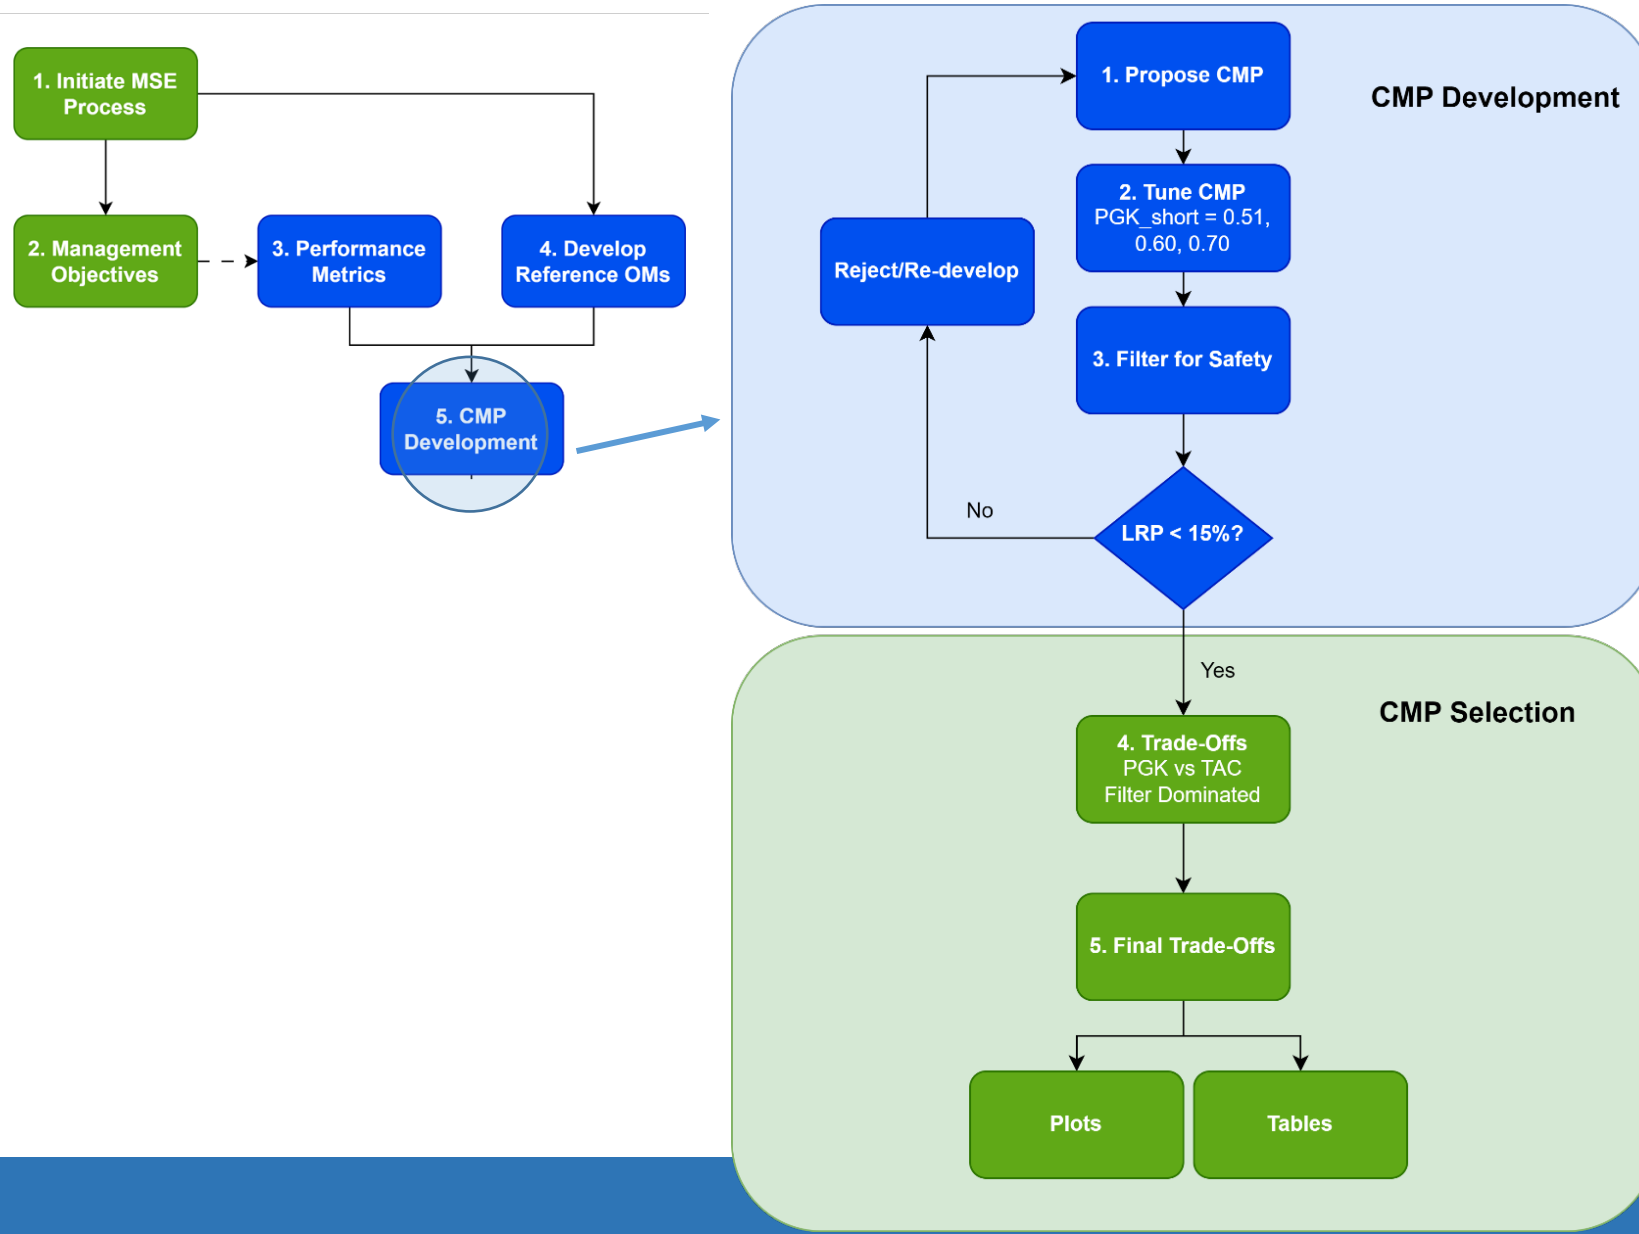 1. Initiate MSE
Process
2. Management
Objectives
3. Performance
Metrics
4. Develop
Reference OMs
5. CMP
Development
CMP Development
1. Propose CMP
2. Tune CMP
PGK_short = 0.51,
0.60, 0.70
Reject/Re-develop
3. Filter for Safety
No
LRP < 15%?
Yes
CMP Selection
4. Trade-Offs
PGK vs TAC
Filter Dominated
5. Final Trade-Offs
Plots
Tables